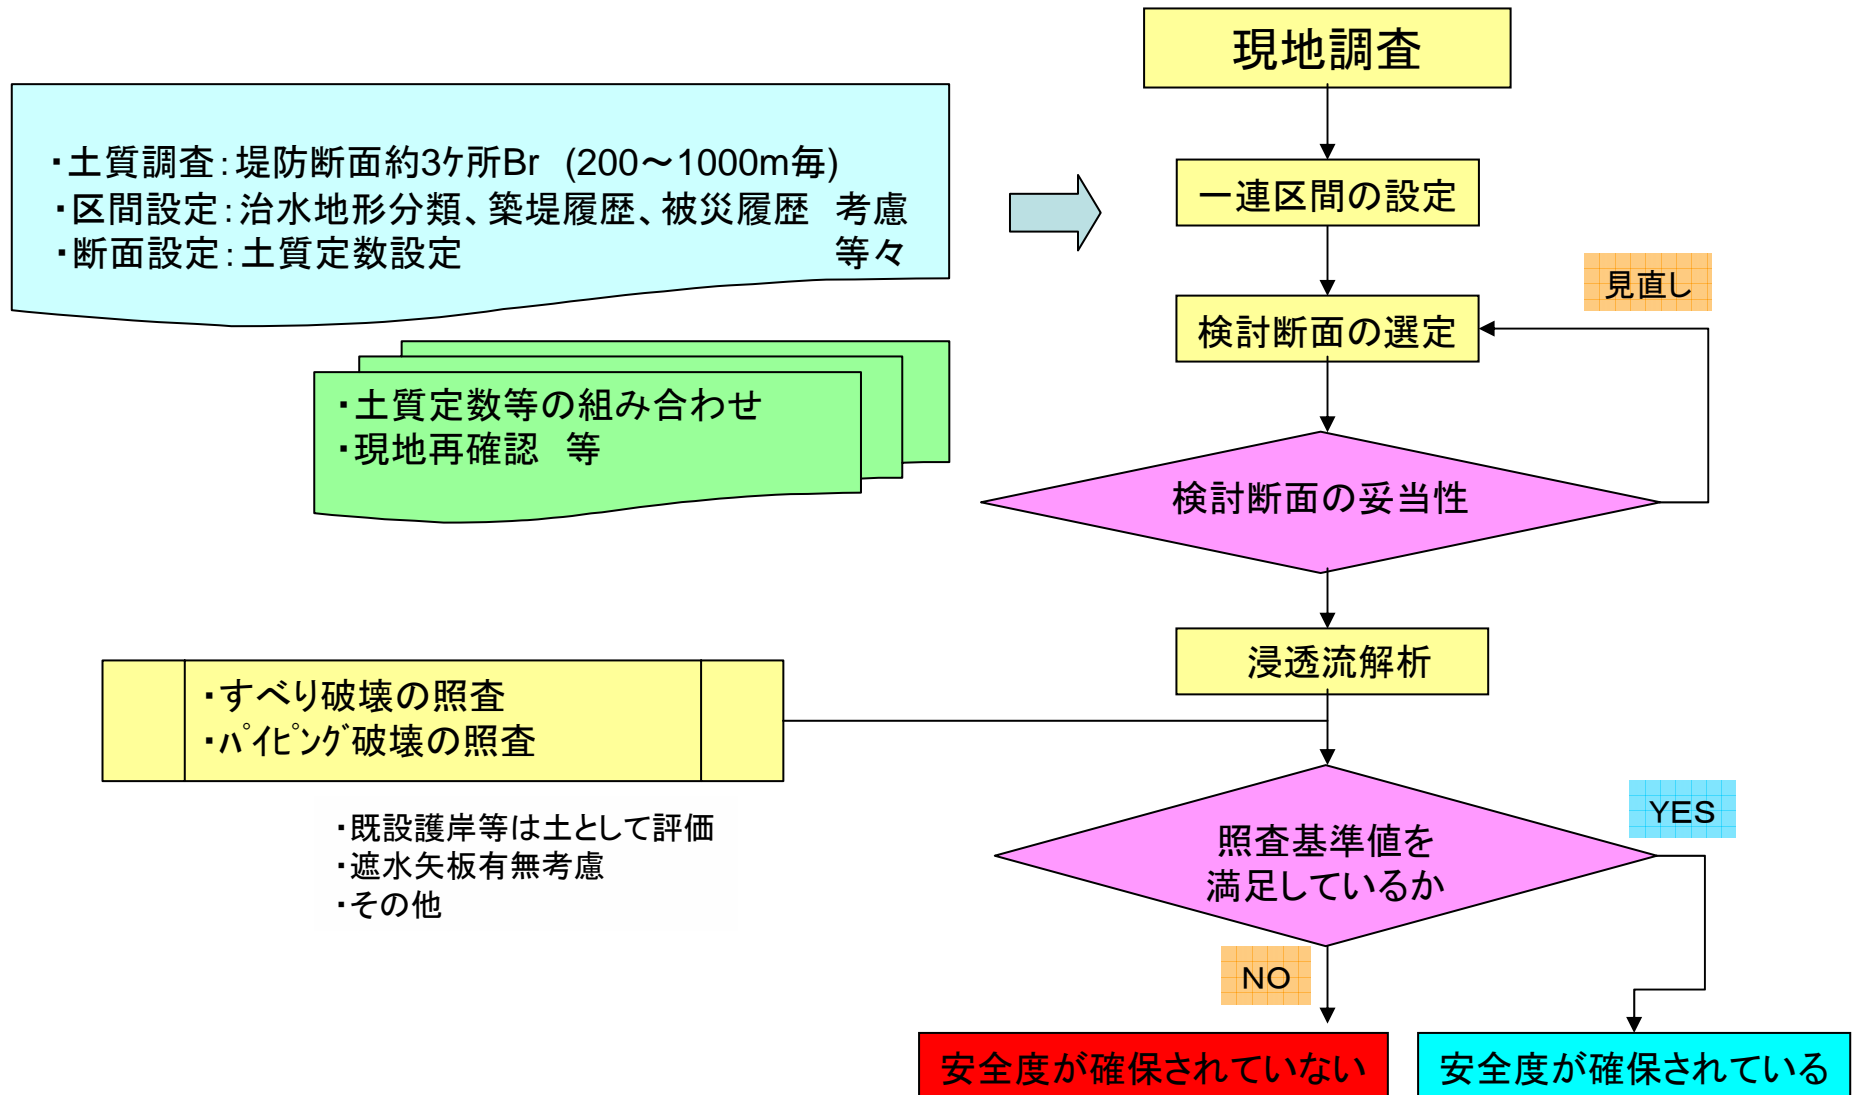 現地調査
・土質調査：堤防断面約3ｹ所Br (200～1000m毎)
・区間設定：治水地形分類、築堤履歴、被災履歴 考慮
・断面設定：土質定数設定 等々
一連区間の設定
見直し
検討断面の選定
・土質定数等の組み合わせ
・現地再確認 等
検討断面の妥当性
浸透流解析
・すべり破壊の照査
・ﾊﾟｲﾋﾟﾝｸﾞ破壊の照査
・既設護岸等は土として評価
・遮水矢板有無考慮
・その他
照査基準値を
満足しているか
YES
NO
安全度が確保されていない
安全度が確保されている